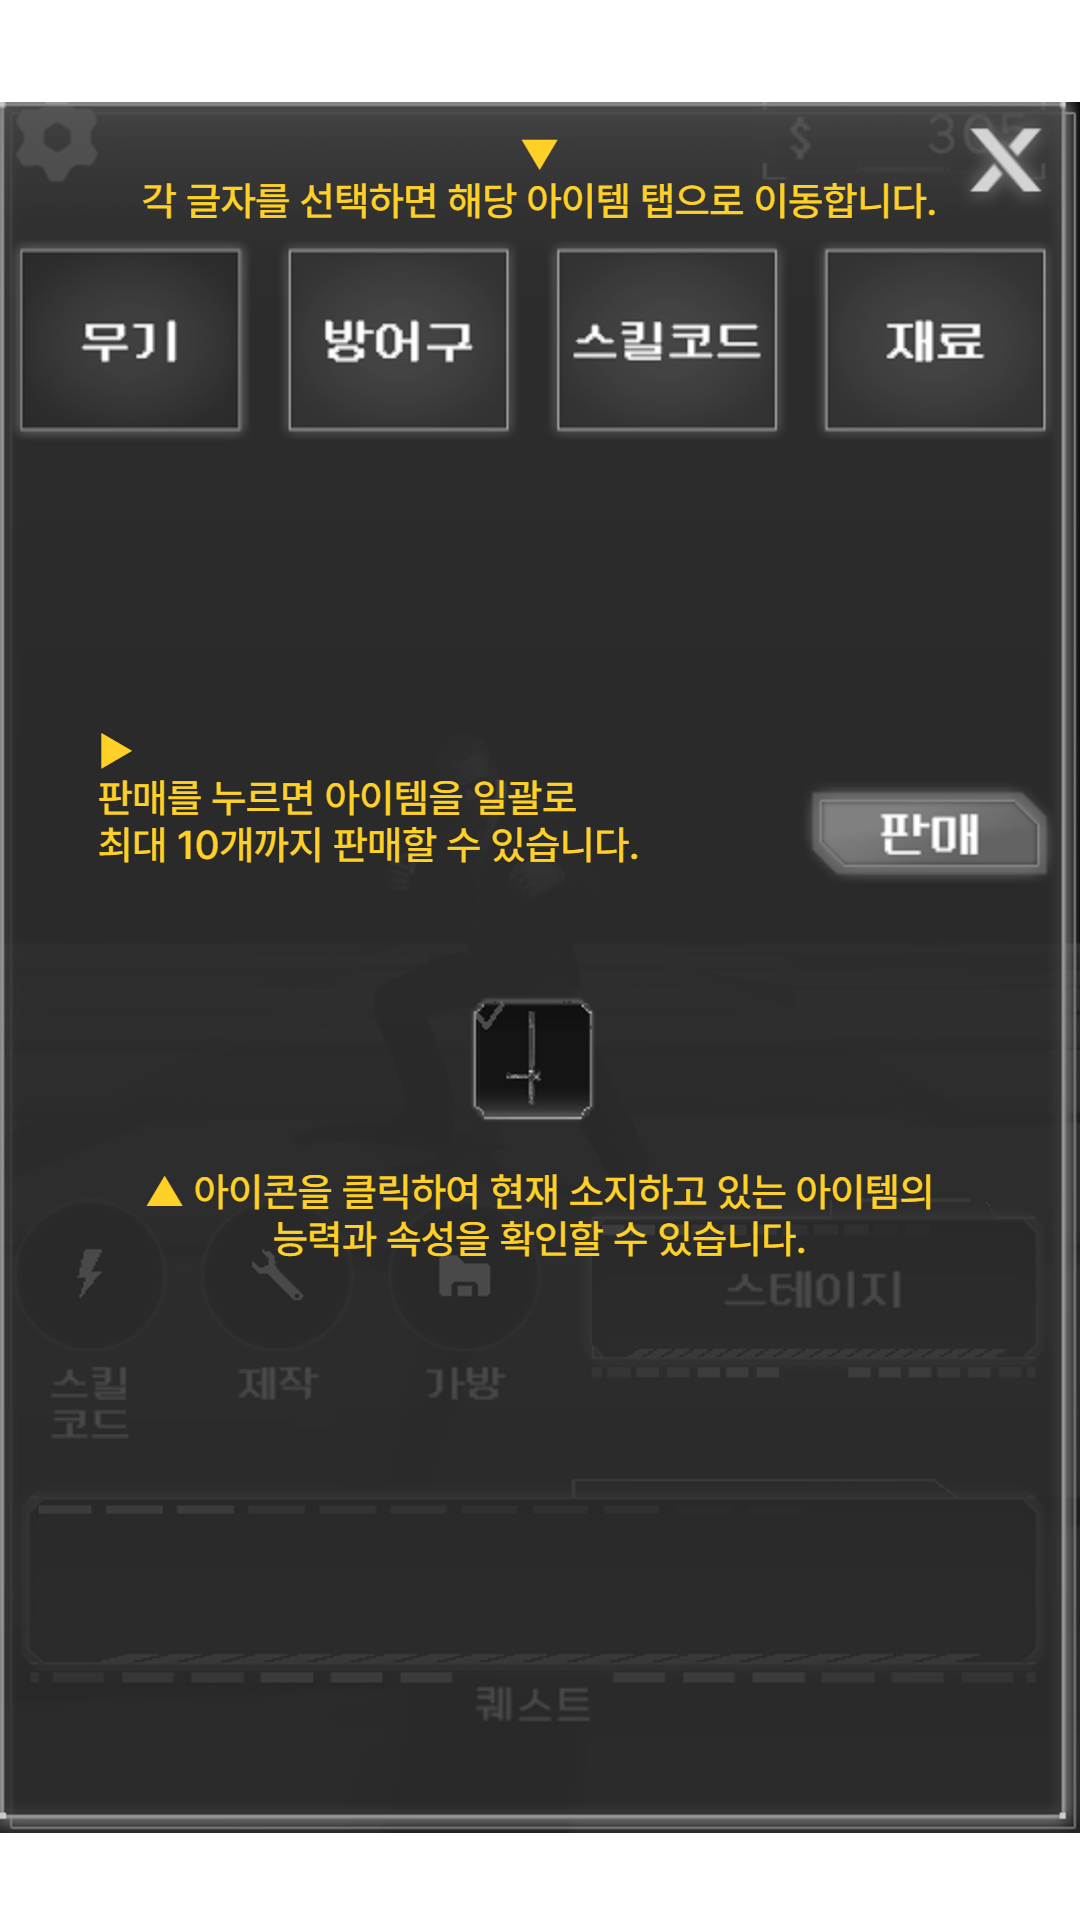 $ 305
X
▼
각 글자를 선택하면 해당 아이템 탭으로 이동합니다.
무기 방어구 스킬코드 재료
▶
판매를 누르면 아이템을 일괄로
최대 10개까지 판매할 수 있습니다.
판매
▲ 아이콘을 클릭하여 현재 소지하고 있는 아이템의
능력과 속성을 확인할 수 있습니다.
스테이지
스킬
코드
제작
가방
퀘스트